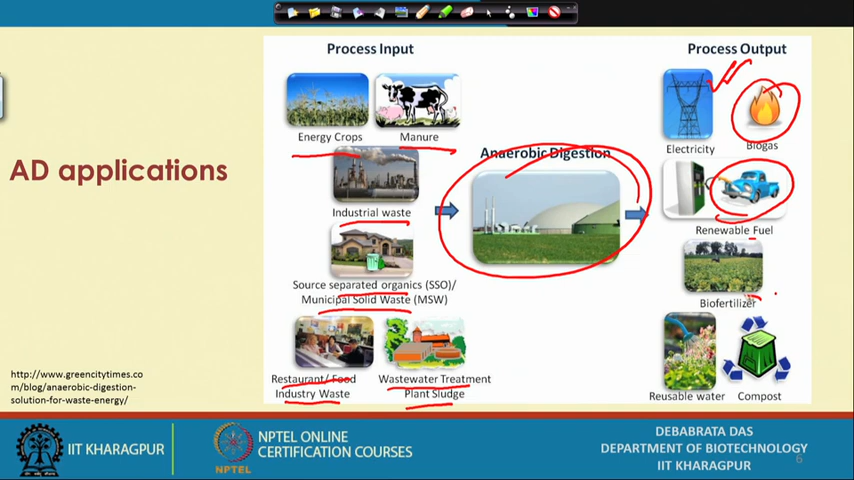 Process Input
Process Output
AD applications
Energy Crops
Manure
Anaerobic Digestion
Electricity
Biogas
Industrial waste
Renewable Fuel
Source separated organics (SSO)/
Municipal Solid Waste (MSW)
Biofertilizer
Restaurant/ Food
Industry Waste
Wastewater Treatment
Plant Sludge
Reusable water
Compost
http://www.greencitytimes.co
m/blog/anaerobic-digestion-
solution-for-waste-energy/
IIT KHARAGPUR
NPTEL
NPTEL ONLINE
CERTIFICATION COURSES
DEBABRATA DAS
DEPARTMENT OF BIOTECHNOLOGY
IIT KHARAGPUR
6